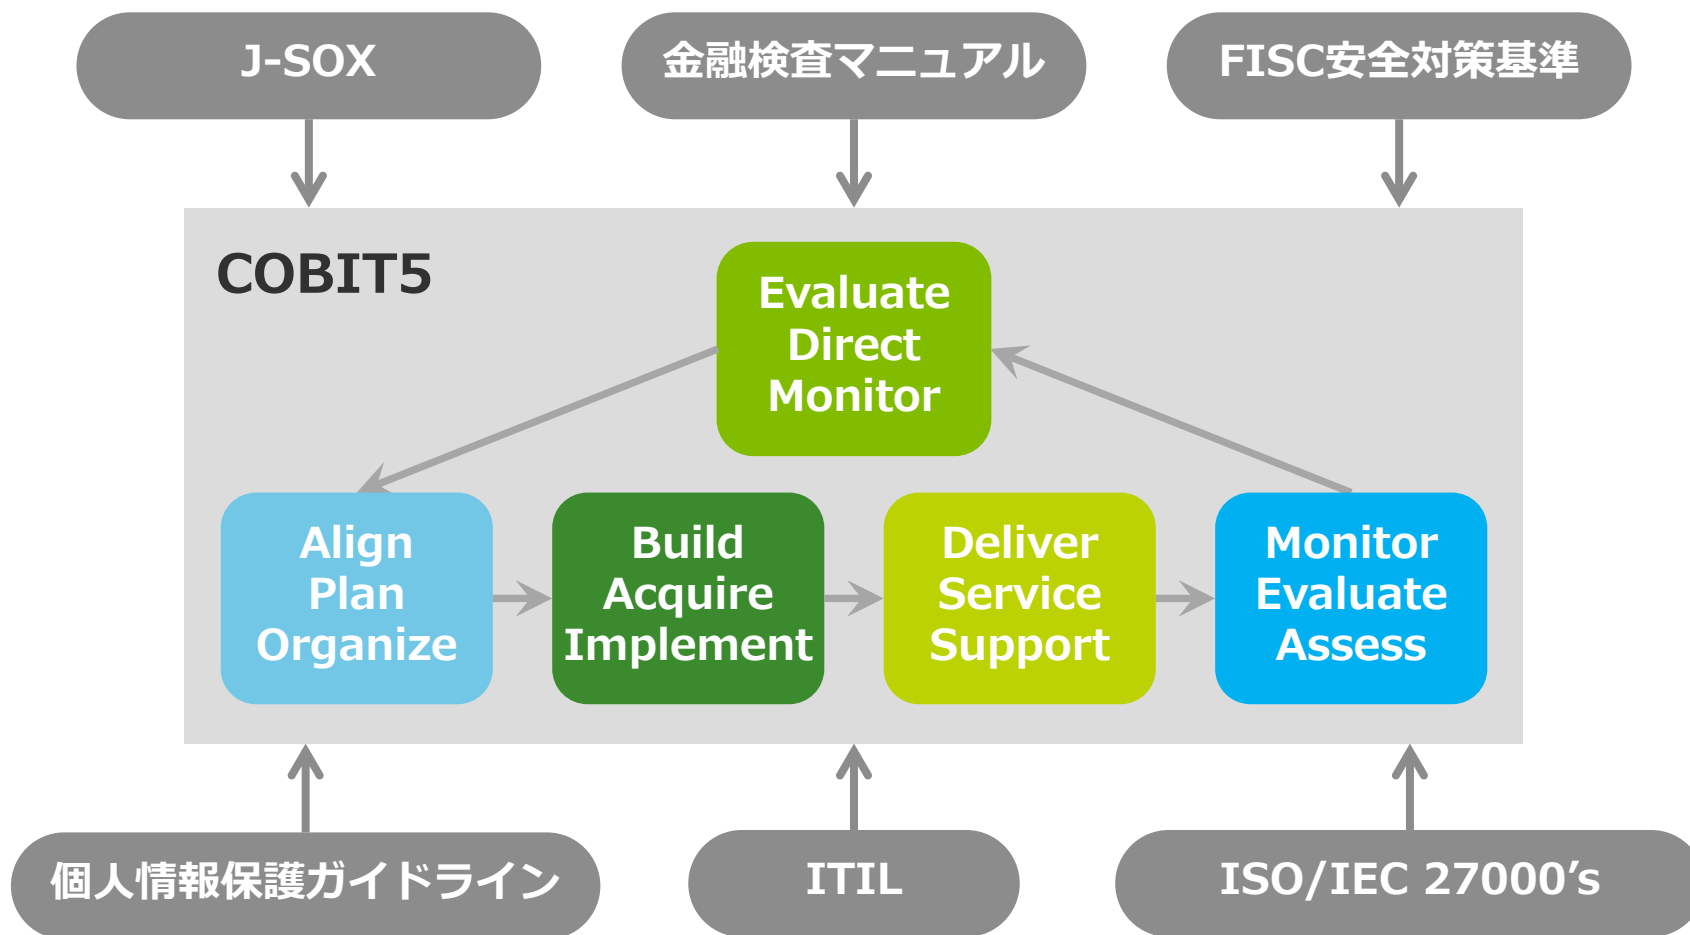 J-SOX
金融検査マニュアル
FISC安全対策基準
COBIT5
Evaluate
Direct
Monitor
Align
Plan
Organize
Build
Acquire
Implement
Deliver
Service
Support
Monitor
Evaluate
Assess
個人情報保護ガイドライン
ITIL
ISO/IEC 27000’s